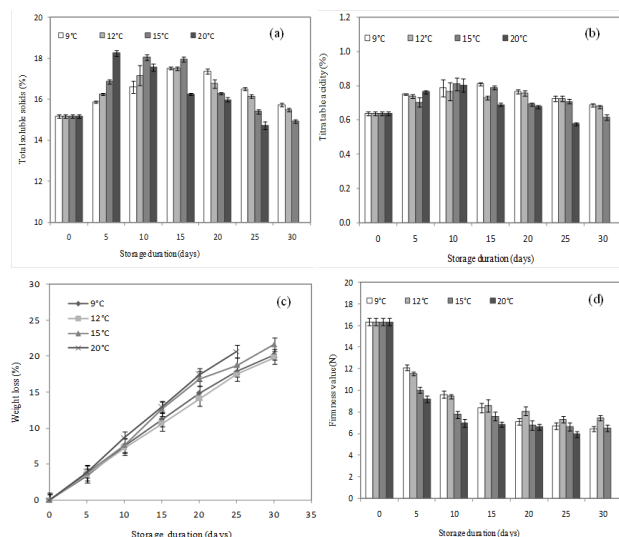 (a)
9°C 12°C 15°C 20°C
Total soluble solids (%)
20
18
16
14
12
10
0 5 10 15 20 25 30
Storage duration (days)
(b)
9°C 12°C 15°C 20°C
Titra table a cidity (%)
1.2
1.0
0.8
0.6
0.4
0.2
0.0
0 5 10 15 20 25 30
Storage duration (days)
(c)
9°C
12°C
15°C
20°C
Weight loss (%)
30
25
20
15
10
5
0
0 5 10 15 20 25 30 35
Storage duration (days)
(d)
9°C 12°C 15°C 20°C
Firmness value(N)
20
18
16
14
12
10
8
6
4
2
0
0 5 10 15 20 25 30
Storage duration (days)